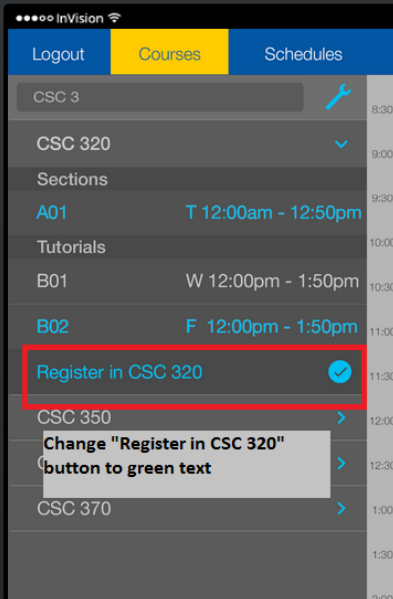 InVision
Logout Courses Schedules
CSC 3
8:30
CSC 320
9:00
Sections
9:30
A01 T 12:00am - 12:50pm
Tutorials
10:00
B01 W 12:00pm - 1:50pm
10:30
B02 F 12:00pm - 1:50pm
11:00
Register in CSC 320
11:30
CSC 350
12:00
Change "Register in CSC 320"
button to green text
12:30
CSC 370
1:00
1:30